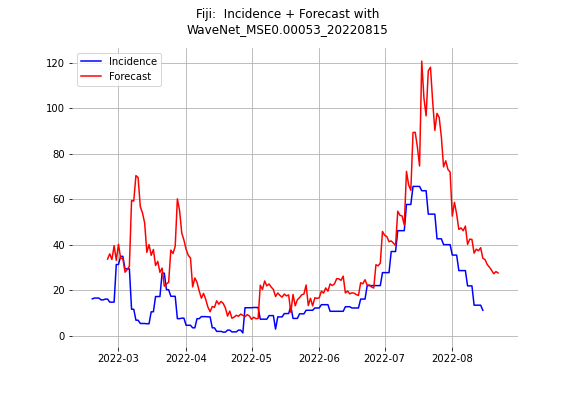 Fiji:  Incidence + Forecast with
WaveNet_MSE0.00053_20220815
Incidence
Forecast
120
100
80
60
40
20
0
2022-03 2022-04 2022-05 2022-06 2022-07 2022-08